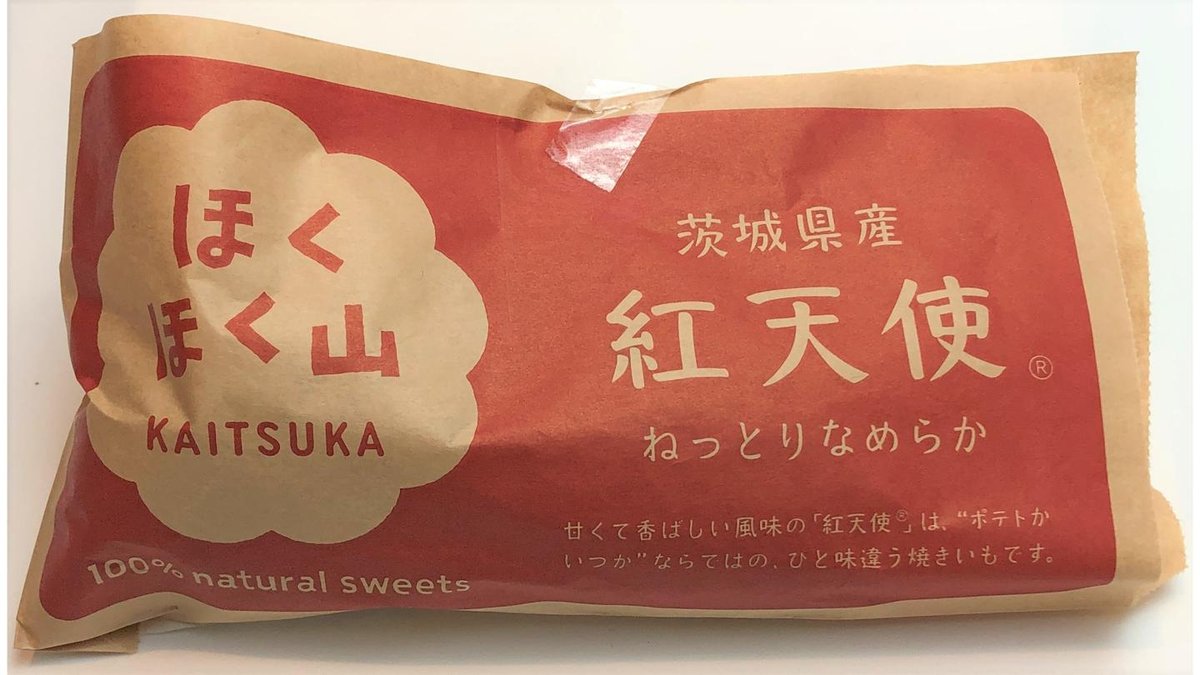 ほく
ほく山
KAITSUKA
100% natural sweets
茨城県産
紅天使®
ねっとりなめらか
甘くて香ばしい風味の「紅天使®」は、“ポテトか
いつか”ならではの、ひと味違う焼きいもです。